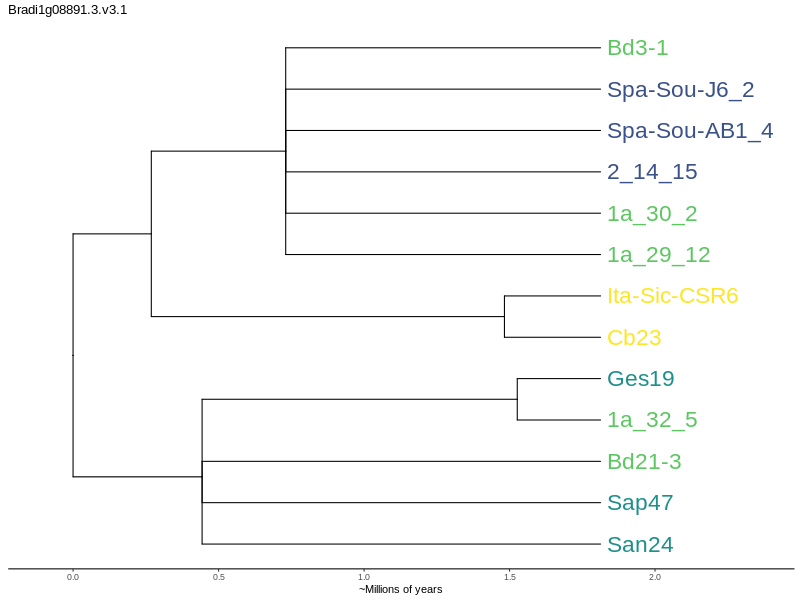 Bradi1g08891.3.v3.1
Bd3-1
Spa-Sou-J6_2
Spa-Sou-AB1_4
2_14_15
1a_30_2
1a_29_12
Ita-Sic-CSR6
Cb23
Ges19
1a_32_5
Bd21-3
Sap47
San24
0.0 0.5 1.0 1.5 2.0
~Millions of years